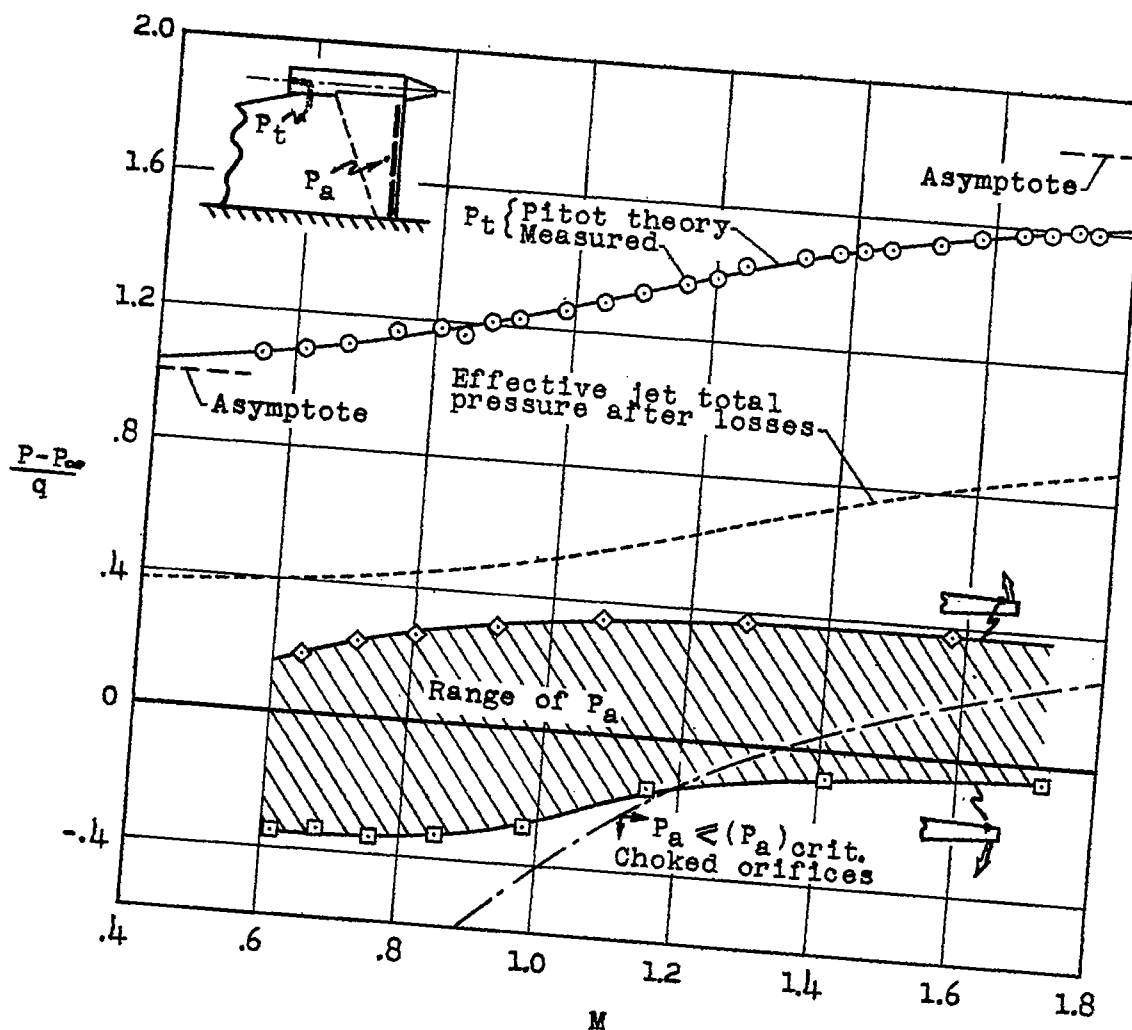 2.0
1.6
1.2
.8
.4
0
-.4
P-P∞
q
Pt
Pa
Asymptote
Pt { Pitot theory
Measured
Effective jet total
pressure after losses
Asymptote
Range of Pa
Pa ≤ (Pa)crit.
Choked orifices
.4 .6 .8 1.0 1.2 1.4 1.6 1.8
M